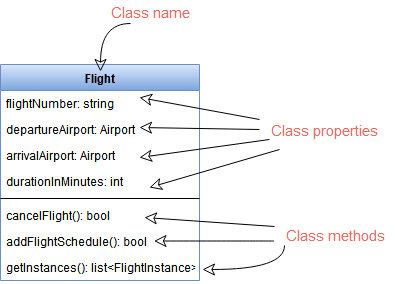 Class name
Flight
flightNumber: string
departureAirport: Airport
arrivalAirport: Airport
durationInMinutes: int
Class properties
cancelFlight(): bool
addFlightSchedule(): bool
getInstances(): list<FlightInstance>
Class methods